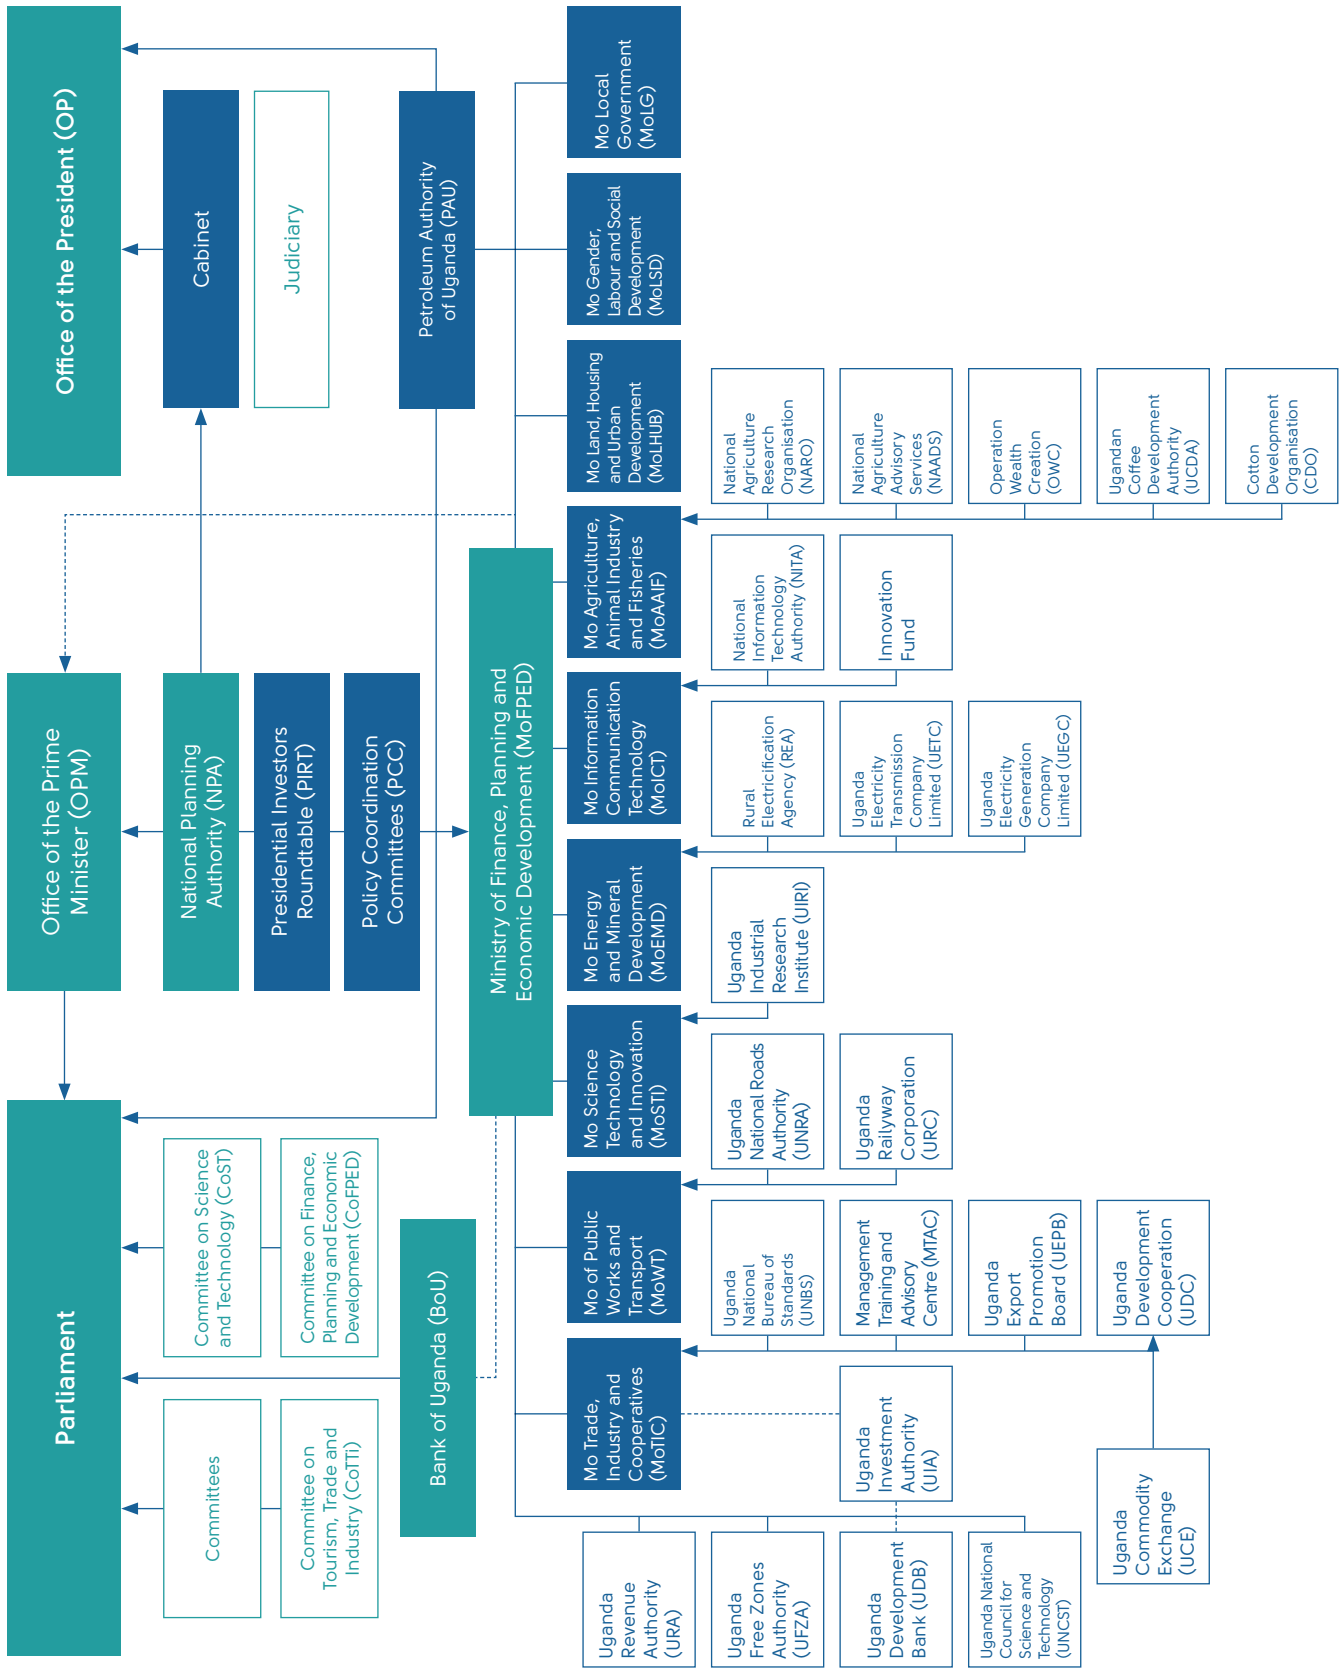 Parliament
Office of the Prime
Minister (OPM)
Office of the President (OP)
Committees
Committee on
Tourism, Trade and
Industry (CoTTi)
Committee on Science
and Technology (CoST)
Committee on Finance,
Planning and Economic
Development (CoFPED)
National Planning
Authority (NPA)
Presidential Investors
Roundtable (PIRT)
Policy Coordination
Committees (PCC)
Cabinet
Judiciary
Bank of Uganda (BoU)
Petroleum Authority
of Uganda (PAU)
Ministry of Finance, Planning and
Economic Development (MoFPED)
Mo Trade,
Industry and
Cooperatives
(MoTIC)
Mo of Public
Works and
Transport
(MoWT)
Mo Science
Technology
and Innovation
(MoSTI)
Mo Energy
and Mineral
Development
(MoEMD)
Mo Information
Communication
Technology
(MoICT)
Mo Agriculture,
Animal Industry
and Fisheries
(MoAAIF)
Mo Land, Housing
and Urban
Development
(MoLHUB)
Mo Gender,
Labour and Social
Development
(MoLSD)
Mo Local
Government
(MoLG)
Uganda
Revenue
Authority
(URA)
Uganda
Free Zones
Authority
(UFZA)
Uganda
Development
Bank (UDB)
Uganda National
Council for
Science and
Technology
(UNCST)
Uganda
Investment
Authority
(UIA)
Uganda
Commodity
Exchange
(UCE)
Uganda
National
Bureau of
Standards
(UNBS)
Management
Training and
Advisory
Centre (MTAC)
Uganda
Export
Promotion
Board (UEPB)
Uganda
Development
Cooperation
(UDC)
Uganda
National Roads
Authority
(UNRA)
Uganda
Railyway
Corporation
(URC)
Uganda
Industrial
Research
Institute (UIRI)
Rural
Electricification
Agency (REA)
Uganda
Electricity
Transmission
Company
Limited (UETC)
Uganda
Electricity
Generation
Company
Limited (UEGC)
National
Information
Technology
Authority (NITA)
Innovation
Fund
National
Agriculture
Research
Organisation
(NARO)
National
Agriculture
Advisory
Services
(NAADS)
Operation
Wealth
Creation
(OWC)
Ugandan
Coffee
Development
Authority
(UCDA)
Cotton
Development
Organisation
(CDO)